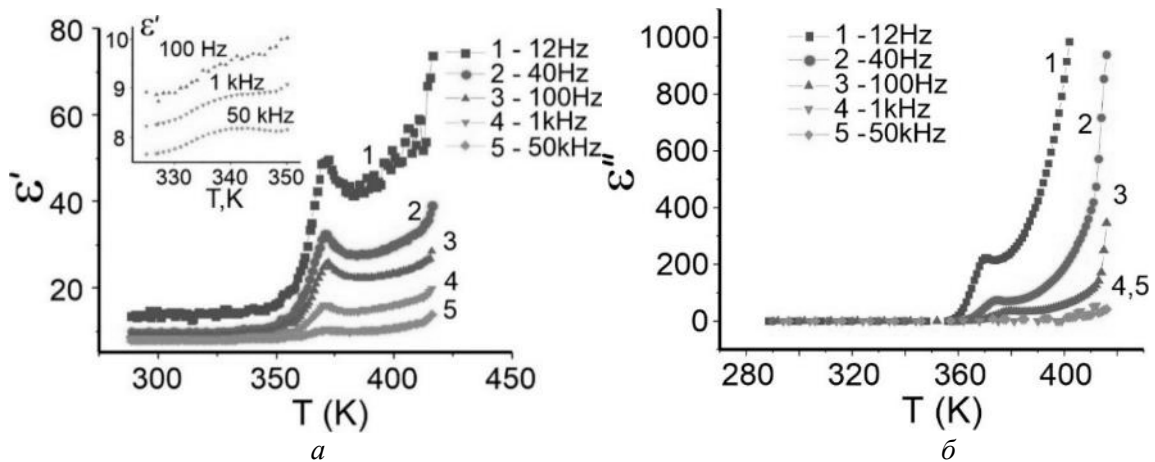 80
60
40
20
ε'
ε'
10
9
8
100 Hz
1 kHz
50 kHz
330 340 350
T,K
1 - 12Hz
2 - 40Hz
3 - 100Hz
4 - 1kHz
5 - 50kHz
1
2
3
4
5
300 350 400 450
T (K)
а
1000
800
600
400
200
0
ε"
1 - 12Hz
2 - 40Hz
3 - 100Hz
4 - 1kHz
5 - 50kHz
1
2
3
4,5
280 320 360 400
T (K)
б